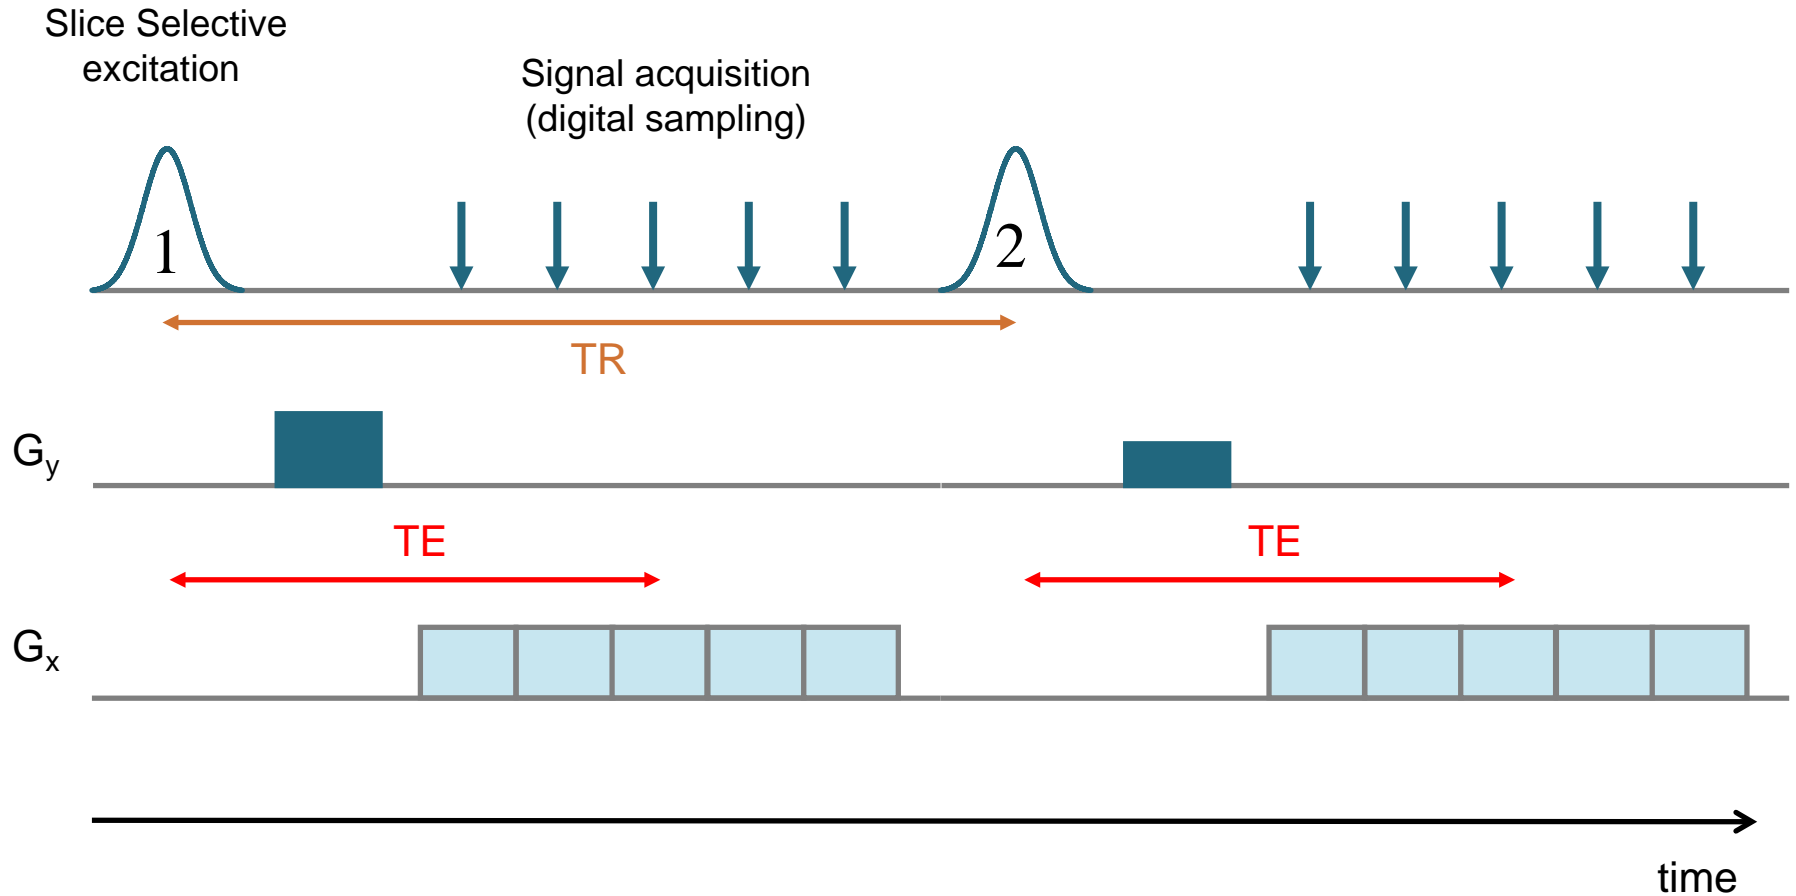 Slice Selective
excitation
Signal acquisition
(digital sampling)
1
2
TR
Gy
TE
TE
Gx
time